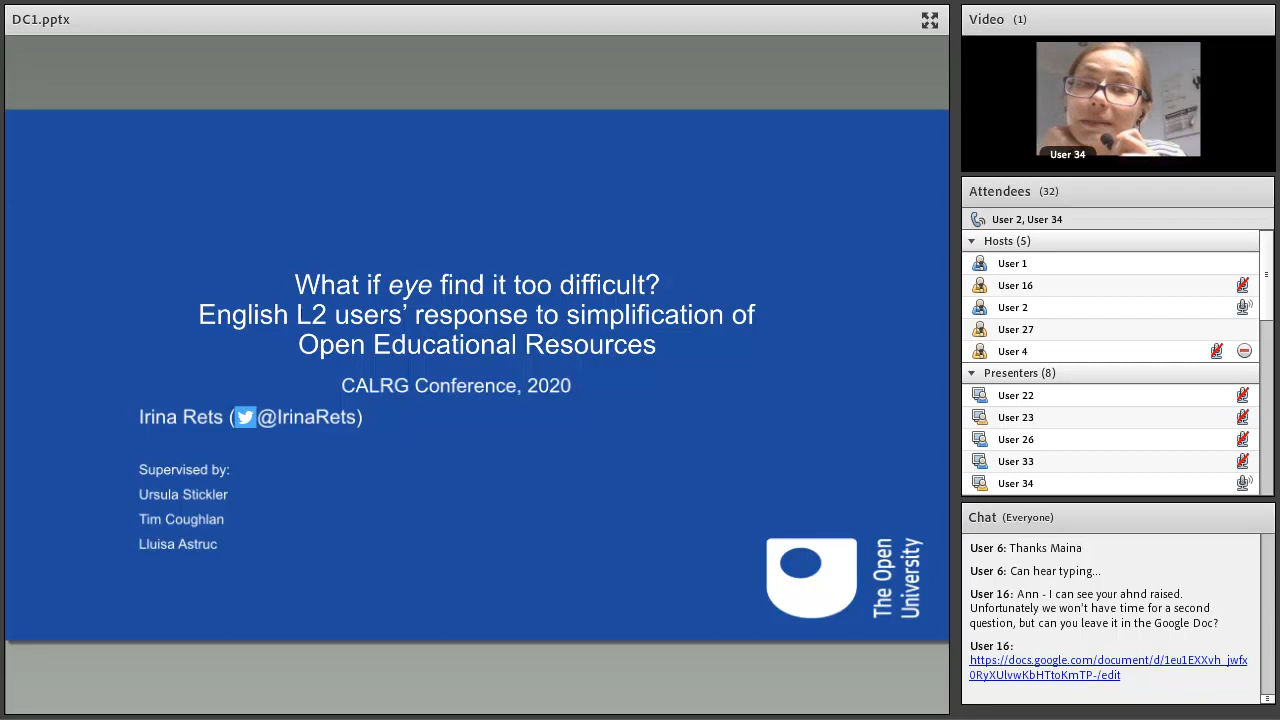 DC1.pptx
What if eye find it too difficult?
English L2 users’ response to simplification of
Open Educational Resources
CALRG Conference, 2020
Irina Rets (@IrinaRets)
Supervised by:
Ursula Stickler
Tim Coughlan
Lluisa Astruc
The Open
University
Video (1)
User 34
Attendees (32)
User 2, User 34
Hosts (5)
User 1
User 16
User 2
User 27
User 4
Presenters (8)
User 22
User 23
User 26
User 33
User 34
Chat (Everyone)
User 6: Thanks Maina
User 6: Can hear typing...
User 16: Ann - I can see your ahnd raised.
Unfortunately we won't have time for a second
question, but can you leave it in the Google Doc?
User 16:
https://docs.google.com/document/d/1eu1EXXvh_jwfx
0RyXUlvwKbHTtoKmTP-/edit